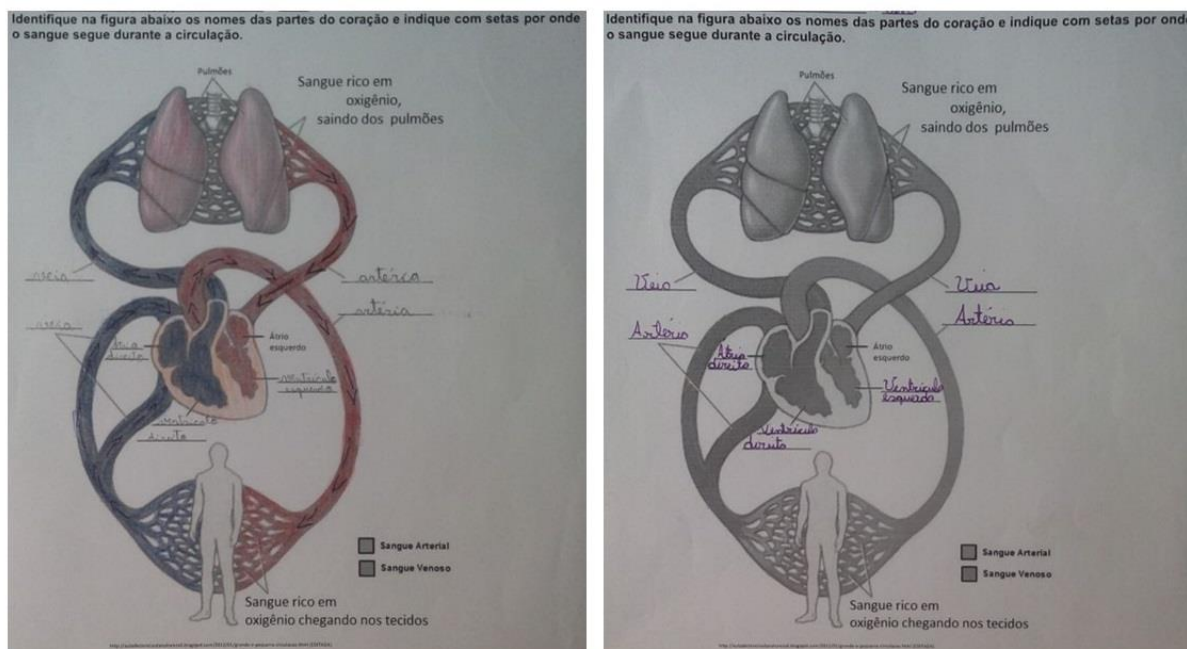 Identifique na figura abaixo os nomes das partes do coração e indique com setas por onde
o sangue segue durante a circulação.
Pulmões
Sangue rico em
oxigênio,
saindo dos pulmões
veia
artéria
artéria
veia
Átrio
esquerdo
direito
ventrículo
esquerdo
ventrículo
direito
Sangue Arterial
Sangue Venoso
Sangue rico em
oxigênio chegando nos tecidos
Identifique na figura abaixo os nomes das partes do coração e indique com setas por onde
o sangue segue durante a circulação.
Pulmões
Sangue rico em
oxigênio,
saindo dos pulmões
Veia
Veia
Artéria
Artéria
Átrio
esquerdo
Átrio
direito
Ventrículo
esquerdo
Ventrículo
direito
Sangue Arterial
Sangue Venoso
Sangue rico em
oxigênio chegando nos tecidos